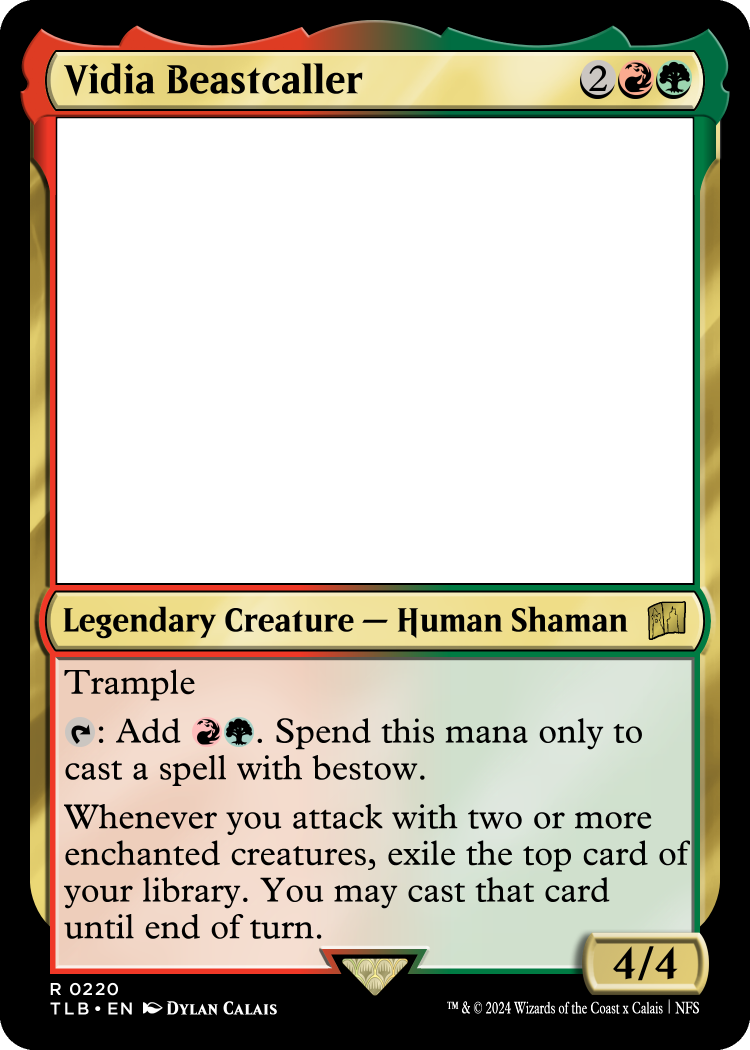 Vidia Beastcaller 2
Legendary Creature — Human Shaman
Trample
: Add . Spend this mana only to
cast a spell with bestow.
Whenever you attack with two or more
enchanted creatures, exile the top card of
your library. You may cast that card
until end of turn.
4/4
R 0220
TLB • EN Dylan Calais
™ & © 2024 Wizards of the Coast x Calais | NFS